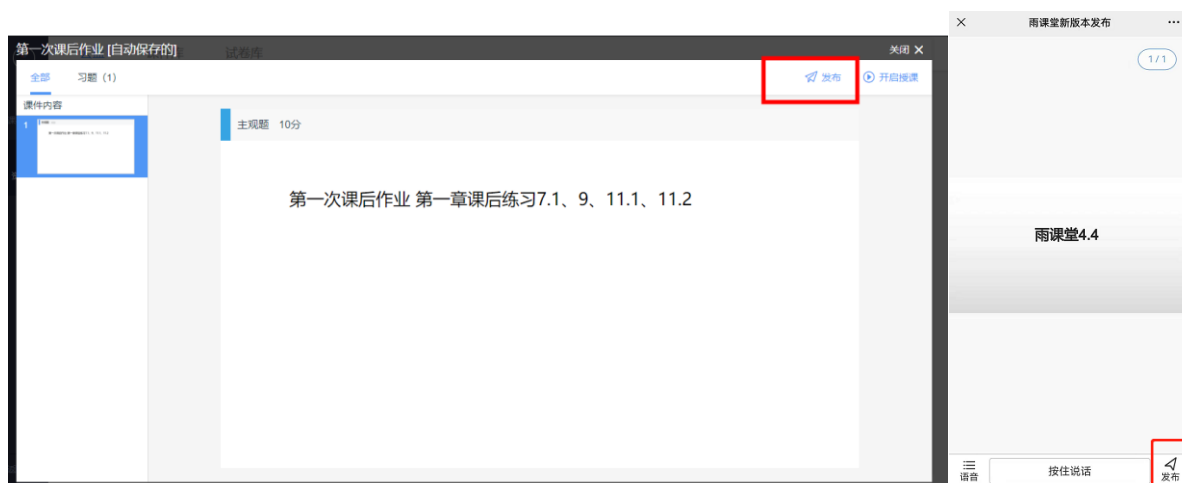 第一次课后作业 [自动保存的]
试卷库
关闭 ✕
全部
习题（1）
发布
开启授课
课件内容
1
主观题 10分
第一次课后作业 第一章课后练习7.1、9、11.1、11.2
雨课堂新版本发布
1/1
雨课堂4.4
语音
按住说话
发布